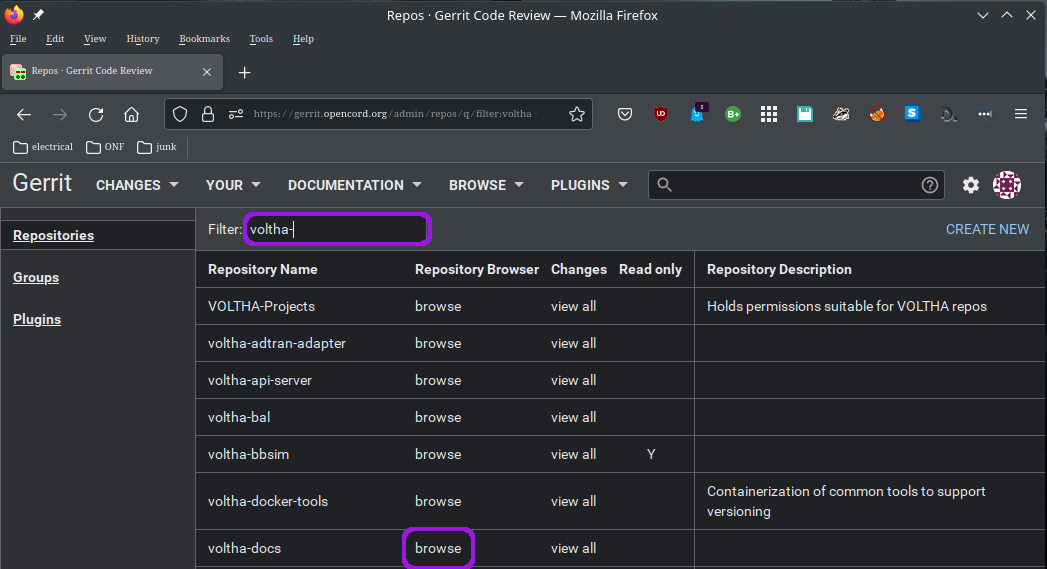 Repos · Gerrit Code Review — Mozilla Firefox
File Edit View History Bookmarks Tools Help
Repos · Gerrit Code Review
https://gerrit.opencord.org/admin/repos/q/filter:voltha
electrical ONF junk
Gerrit CHANGES YOUR DOCUMENTATION BROWSE PLUGINS
Repositories
Groups
Plugins
Filter: voltha- CREATE NEW
Repository Name Repository Browser Changes Read only Repository Description
VOLTHA-Projects browse view all Holds permissions suitable for VOLTHA repos
voltha-adtran-adapter browse view all
voltha-api-server browse view all
voltha-bal browse view all
voltha-bbsim browse view all Y
voltha-docker-tools browse view all Containerization of common tools to support
versioning
voltha-docs browse view all